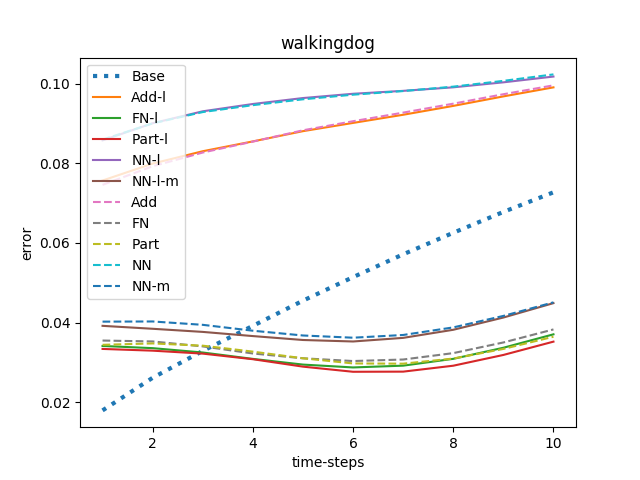 walkingdog
error
0.10
0.08
0.06
0.04
0.02
Base
Add-l
FN-l
Part-l
NN-l
NN-l-m
Add
FN
Part
NN
NN-m
2 4 6 8 10
time-steps